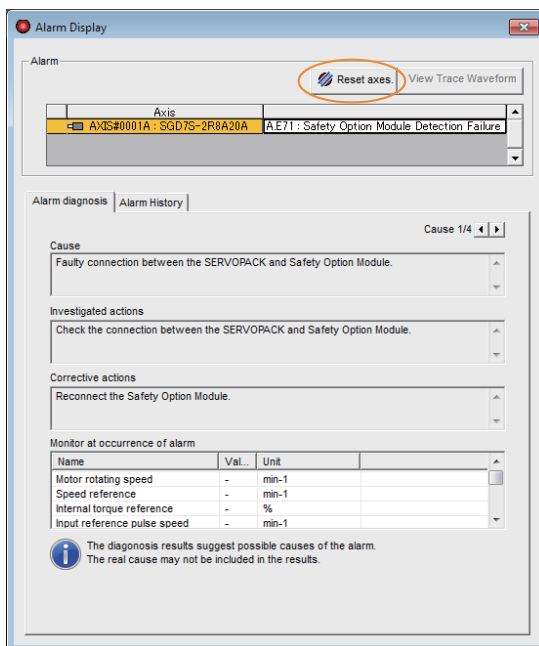 Alarm Display
Alarm
Reset axes.
View Trace Waveform
Axis
AXIS#0001A : SGD7S-2R8A20A A.E71 : Safety Option Module Detection Failure
Alarm diagnosis Alarm History
Cause 1/4
Cause
Faulty connection between the SERVOPACK and Safety Option Module.
Investigated actions
Check the connection between the SERVOPACK and Safety Option Module.
Corrective actions
Reconnect the Safety Option Module.
Monitor at occurrence of alarm
Name Val... Unit
Motor rotating speed - min-1
Speed reference - min-1
Internal torque reference - %
Input reference pulse speed - min-1
The diagonosis results suggest possible causes of the alarm.
The real cause may not be included in the results.